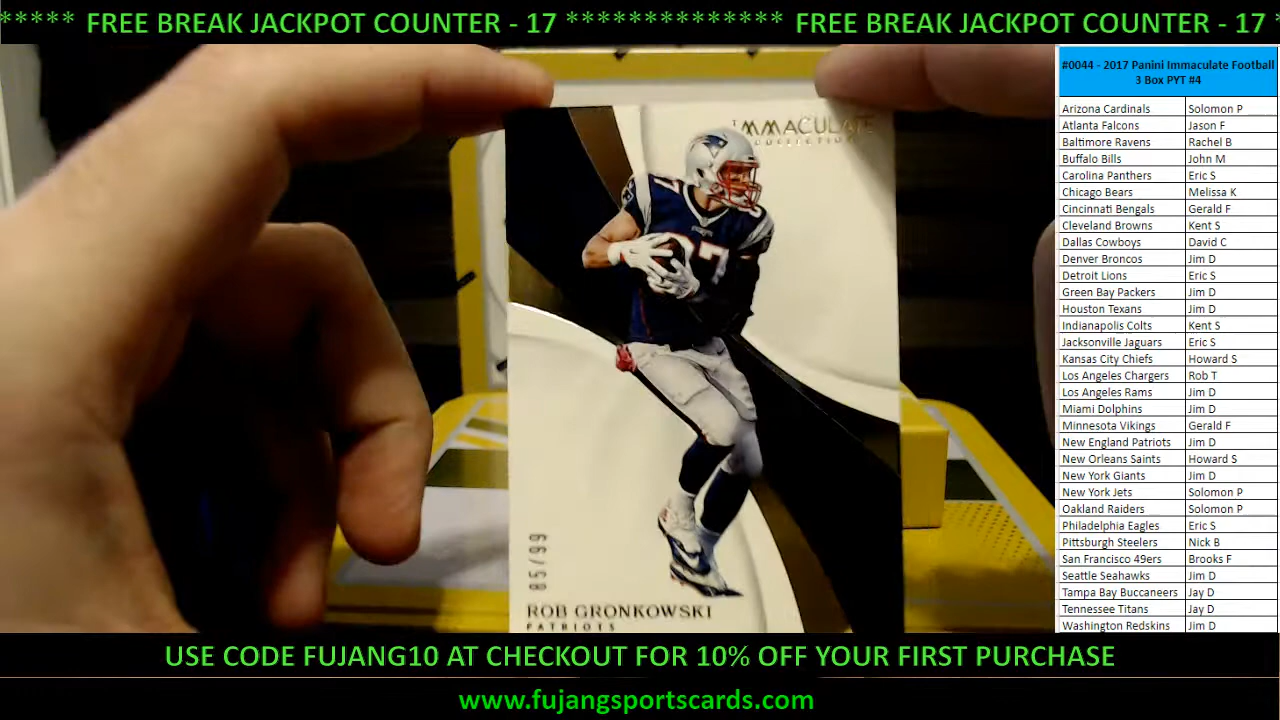 ***** FREE BREAK JACKPOT COUNTER - 17 ************** FREE BREAK JACKPOT COUNTER - 17 *
#0044 - 2017 Panini Immaculate Football
3 Box PYT #4
Arizona Cardinals Solomon P
Atlanta Falcons Jason F
Baltimore Ravens Rachel B
Buffalo Bills John M
Carolina Panthers Eric S
Chicago Bears Melissa K
Cincinnati Bengals Gerald F
Cleveland Browns Kent S
Dallas Cowboys David C
Denver Broncos Jim D
Detroit Lions Eric S
Green Bay Packers Jim D
Houston Texans Jim D
Indianapolis Colts Kent S
Jacksonville Jaguars Eric S
Kansas City Chiefs Howard S
Los Angeles Chargers Rob T
Los Angeles Rams Jim D
Miami Dolphins Jim D
Minnesota Vikings Gerald F
New England Patriots Jim D
New Orleans Saints Howard S
New York Giants Jim D
New York Jets Solomon P
Oakland Raiders Solomon P
Philadelphia Eagles Eric S
Pittsburgh Steelers Nick B
San Francisco 49ers Brooks F
Seattle Seahawks Jim D
Tampa Bay Buccaneers Jay D
Tennessee Titans Jay D
Washington Redskins Jim D
IMMACULATE
COLLECTION
87
85/99
ROB GRONKOWSKI
PATRIOTS
USE CODE FUJANG10 AT CHECKOUT FOR 10% OFF YOUR FIRST PURCHASE
www.fujangsportscards.com